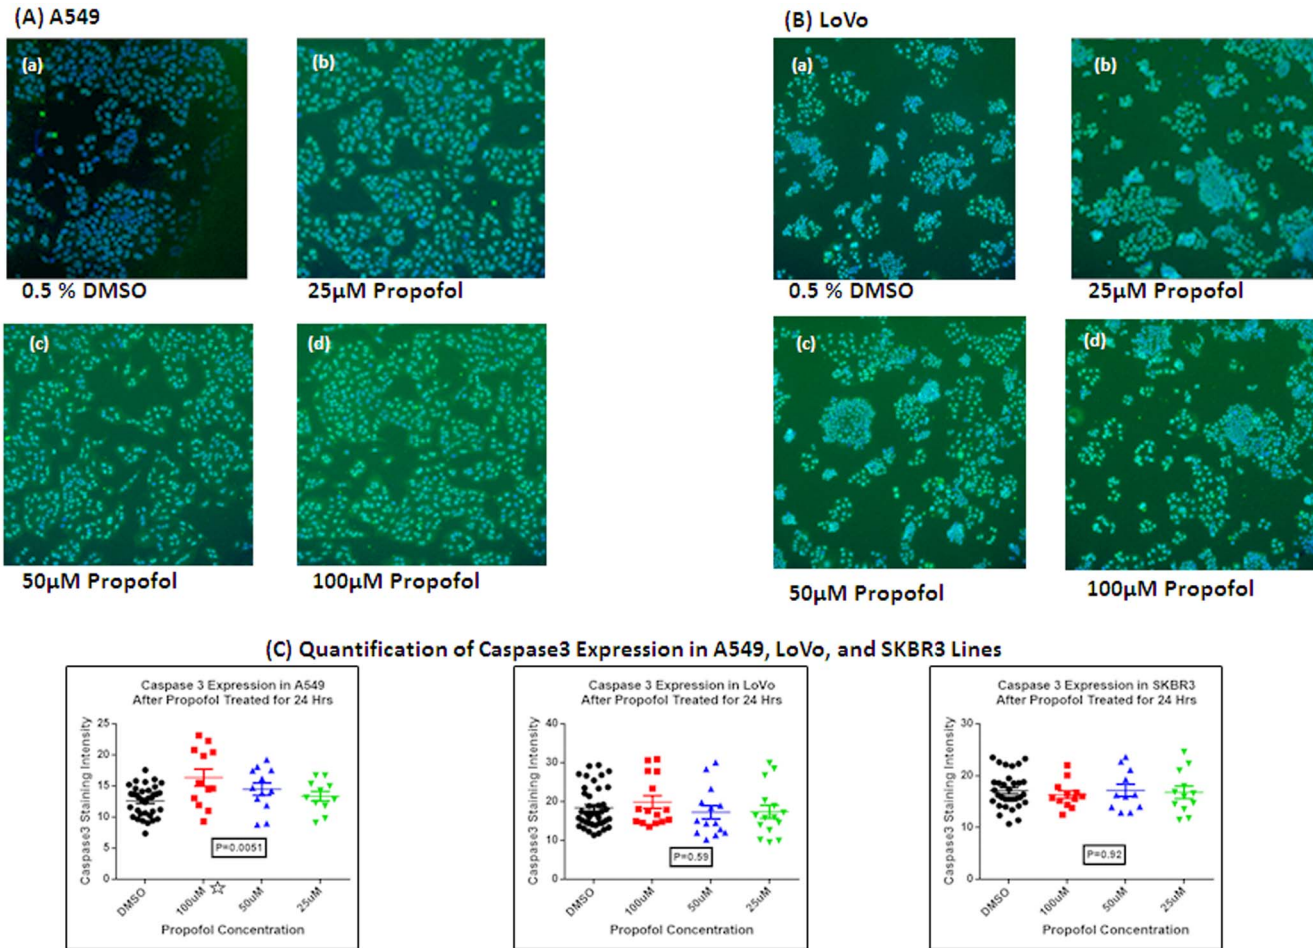 (A) A549
(B) LoVo
(a)
(b)
(a)
(b)
0.5 % DMSO
25µM Propofol
0.5 % DMSO
25µM Propofol
(c)
(d)
(c)
(d)
50µM Propofol
100µM Propofol
50µM Propofol
100µM Propofol
(C) Quantification of Caspase3 Expression in A549, LoVo, and SKBR3 Lines
Caspase 3 Expression in A549
After Propofol Treated for 24 Hrs
Caspase3 Staining Intensity
25
20
15
10
5
0
P=0.0051
DMSO
100uM ☆
50uM
25uM
Propofol Concentration
Caspase 3 Expression in LoVo
After Propofol Treated for 24 Hrs
Caspase3 Staining Intensity
40
30
20
10
0
P=0.59
DMSO
100uM
50uM
25uM
Propofol Concentration
Caspase 3 Expression in SKBR3
After Propofol Treated for 24 Hrs
Caspase3 Staining Intensity
30
20
10
0
P=0.92
DMSO
100uM
50uM
25uM
Propofol Concentration